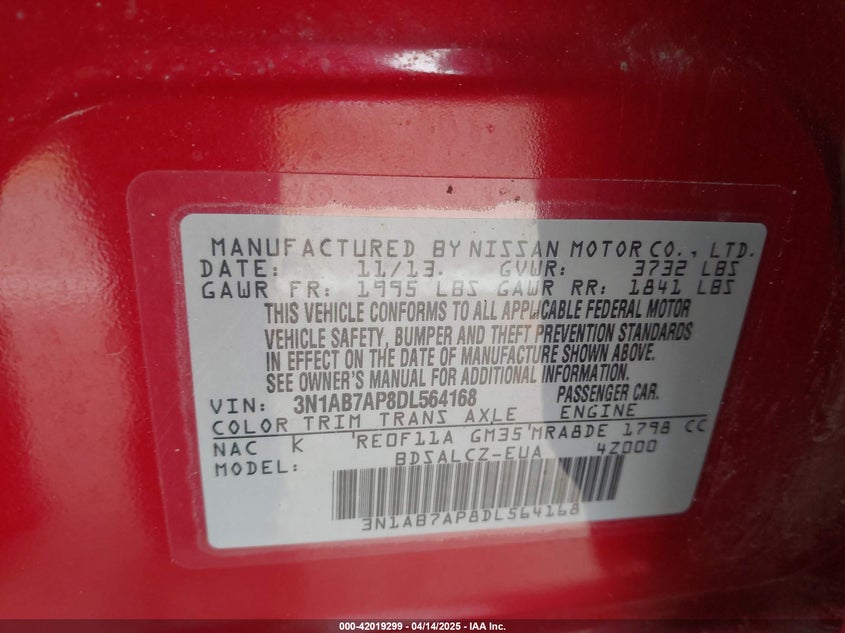 MANUFACTURED BY NISSAN MOTOR CO., LTD.
DATE: 11/13. GVWR: 3732 LBS
GAWR FR: 1995 LBS GAWR RR: 1841 LBS
THIS VEHICLE CONFORMS TO ALL APPLICABLE FEDERAL MOTOR
VEHICLE SAFETY, BUMPER AND THEFT PREVENTION STANDARDS
IN EFFECT ON THE DATE OF MANUFACTURE SHOWN ABOVE.
SEE OWNER'S MANUAL FOR ADDITIONAL INFORMATION.
VIN: 3N1AB7AP8DL564168 PASSENGER CAR.
COLOR TRIM TRANS AXLE ENGINE
NAC K 'RE0F11A GM35'MRA8DE 1798 CC
MODEL: BDSALCZ-EUA 4Z000
3N1AB7AP8DL564168
000-42019299 - 04/14/2025 - IAA Inc.